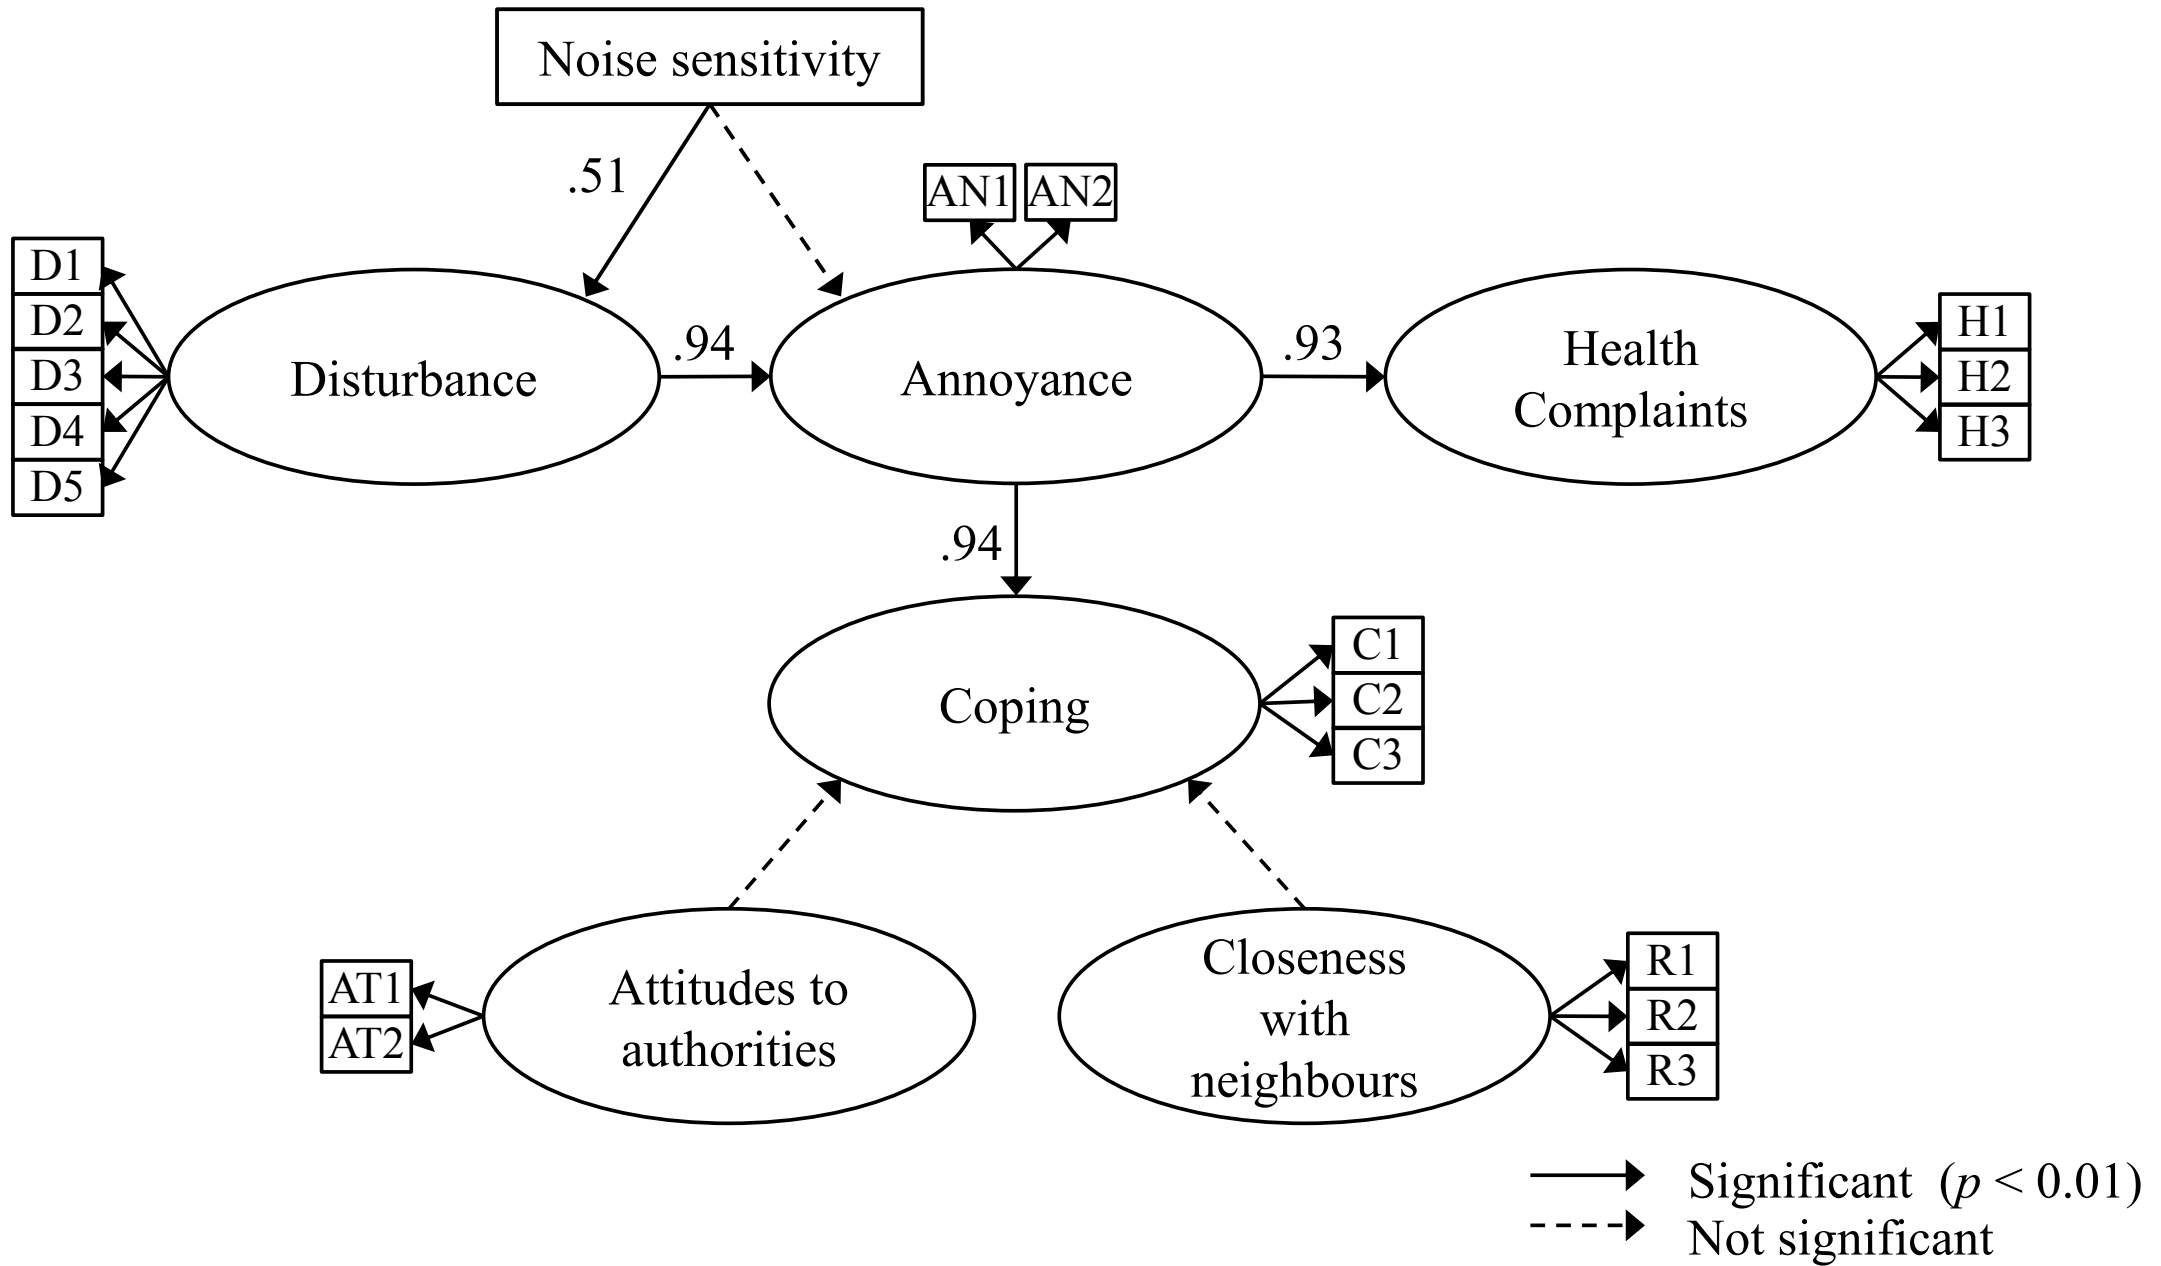 Noise sensitivity
.51
AN1 AN2
D1
D2
D3
D4
D5
Disturbance
.94
Annoyance
.93
Health
Complaints
H1
H2
H3
.94
Coping
C1
C2
C3
AT1
AT2
Attitudes to
authorities
Closeness
with
neighbours
R1
R2
R3
Significant (p < 0.01)
Not significant